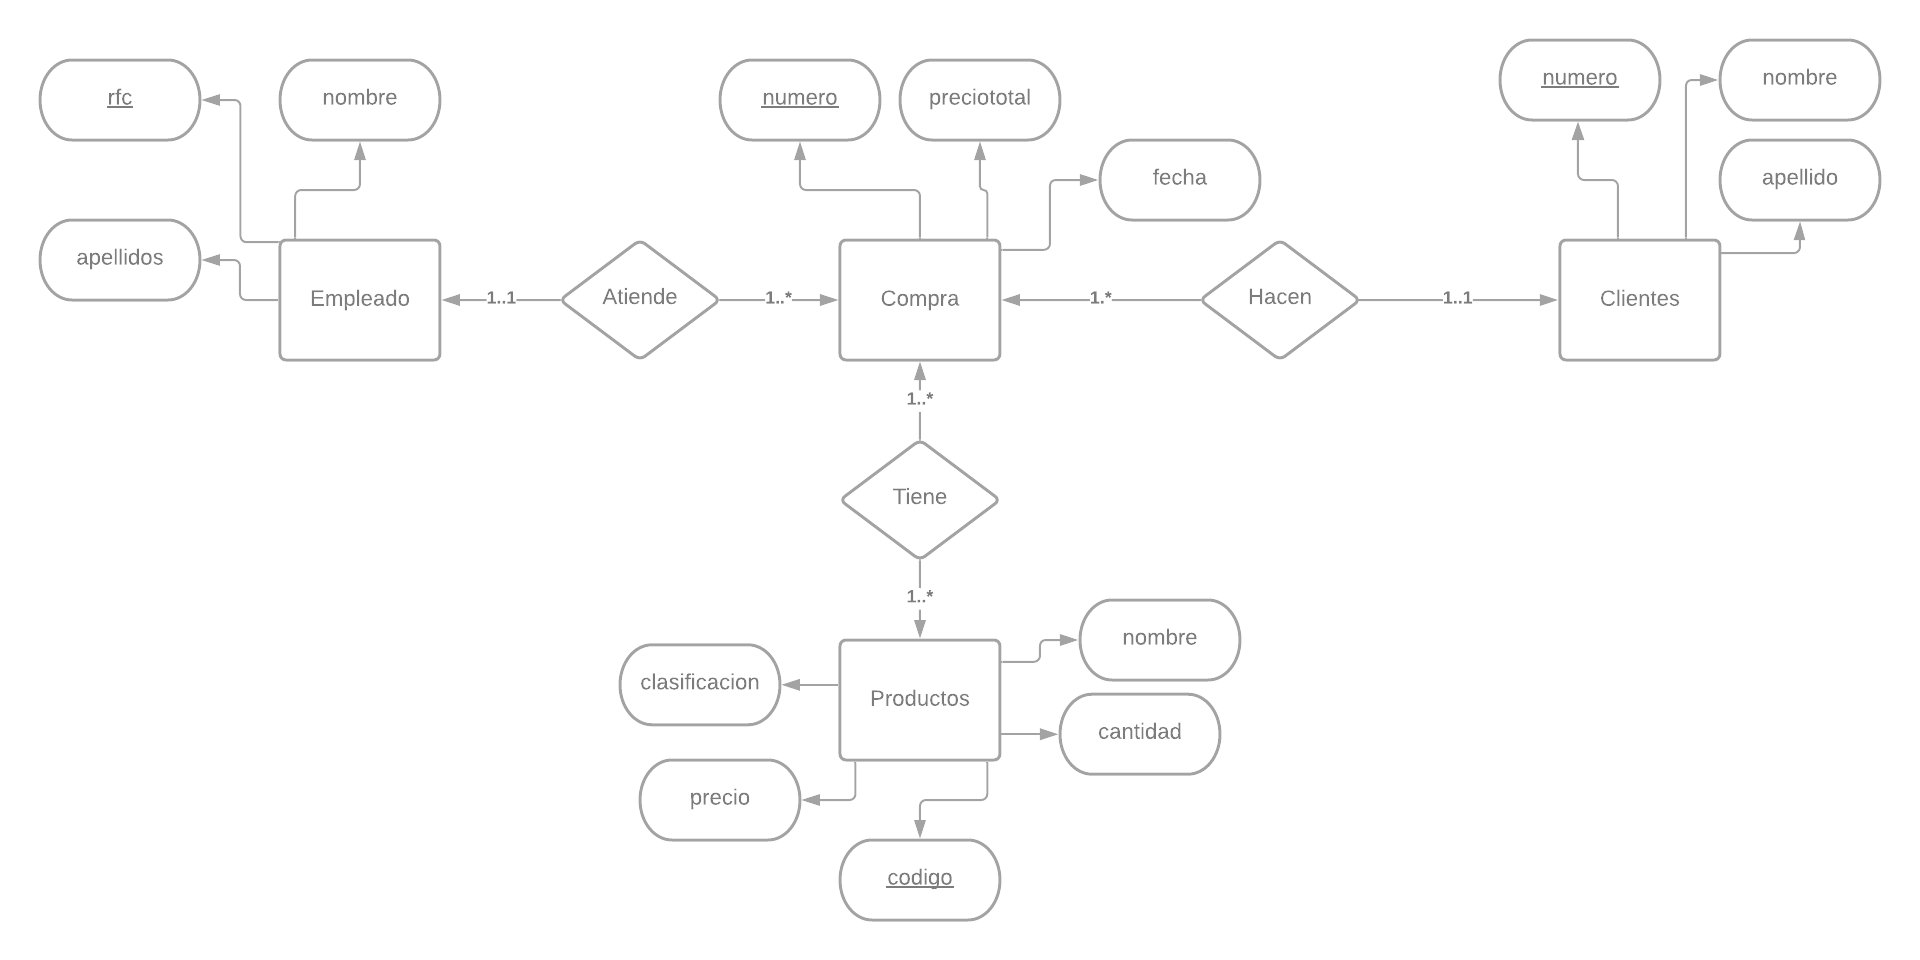 numero
nombre
rfc
nombre
numero
preciototal
fecha
apellido
apellidos
Empleado
1..1
Atiende
1..*
Compra
1.*
Hacen
1..1
Clientes
1..*
Tiene
1..*
nombre
clasificacion
Productos
cantidad
precio
codigo